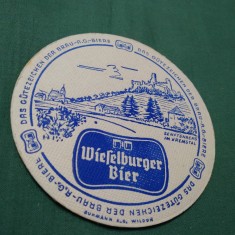 DAS GÜTEZEICHEN DER BRAU-A.G.-BIERE
DAS GÜTEZEICHEN DER BRAU-A.G.-BIERE
DAS GÜTEZEICHEN DER BRAU-A.G.-BIERE
SENFTENBERG
IM KREMSTAL
Wieselburger
Bier